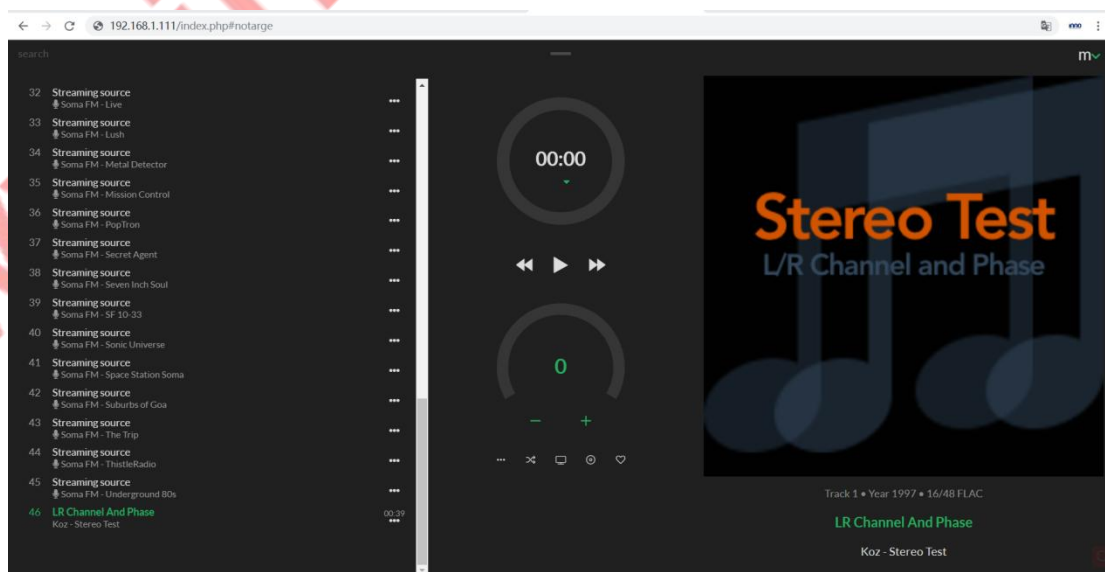 192.168.1.111/index.php#notarge
search
m
32 Streaming source
Soma FM - Live
33 Streaming source
Soma FM - Lush
34 Streaming source
Soma FM - Metal Detector
35 Streaming source
Soma FM - Mission Control
36 Streaming source
Soma FM - PopTron
37 Streaming source
Soma FM - Secret Agent
38 Streaming source
Soma FM - Seven Inch Soul
39 Streaming source
Soma FM - SF 10-33
40 Streaming source
Soma FM - Sonic Universe
41 Streaming source
Soma FM - Space Station Soma
42 Streaming source
Soma FM - Suburbs of Goa
43 Streaming source
Soma FM - The Trip
44 Streaming source
Soma FM - ThistleRadio
45 Streaming source
Soma FM - Underground 80s
46 LR Channel And Phase 00:39
Koz - Stereo Test
00:00
0
Stereo Test
L/R Channel and Phase
Track 1 • Year 1997 • 16/48 FLAC
LR Channel And Phase
Koz - Stereo Test